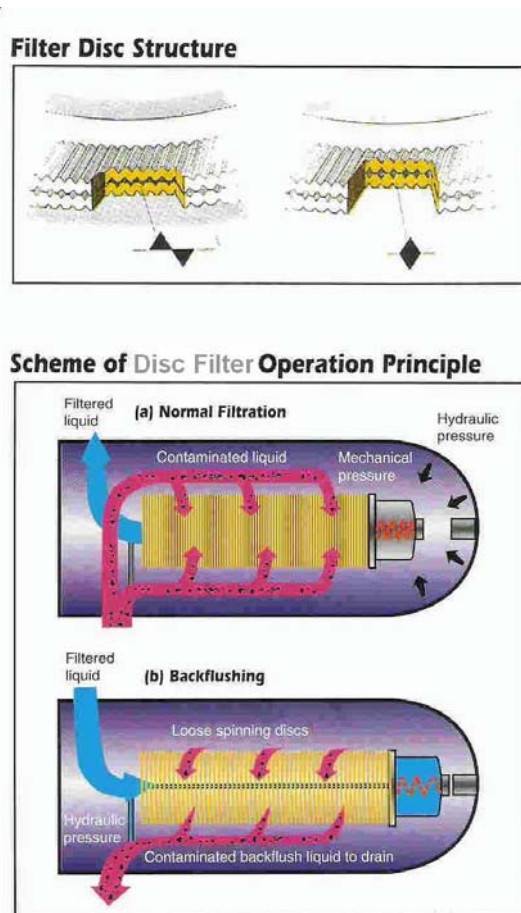 Filter Disc Structure
Scheme of Disc Filter Operation Principle
Filtered
liquid
(a) Normal Filtration
Hydraulic
pressure
Contaminated liquid
Mechanical
pressure
Filtered
liquid
(b) Backflushing
Loose spinning discs
Hydraulic
pressure
Contaminated backflush liquid to drain